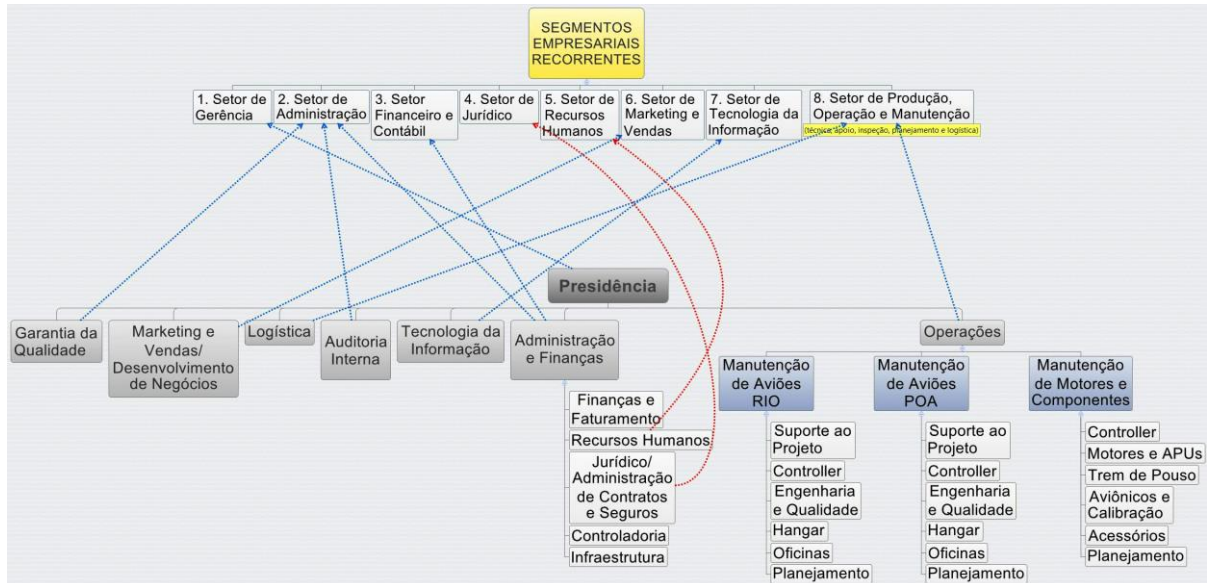 SEGMENTOS
EMPRESARIAIS
RECORRENTES
1. Setor de
Gerência
2. Setor de
Administração
3. Setor
Financeiro e
Contábil
4. Setor de
Jurídico
5. Setor de
Recursos
Humanos
6. Setor de
Marketing e
Vendas
7. Setor de
Tecnologia da
Informação
8. Setor de Produção,
Operação e Manutenção
(técnica, apoio, inspeção, planejamento e logística)
Presidência
Garantia da
Qualidade
Marketing e
Vendas/
Desenvolvimento
de Negócios
Logística
Auditoria
Interna
Tecnologia da
Informação
Administração
e Finanças
Operações
Finanças e
Faturamento
Recursos Humanos
Jurídico/
Administração
de Contratos
e Seguros
Controladoria
Infraestrutura
Manutenção
de Aviões
RIO
Suporte ao
Projeto
Controller
Engenharia
e Qualidade
Hangar
Oficinas
Planejamento
Manutenção
de Aviões
POA
Suporte ao
Projeto
Controller
Engenharia
e Qualidade
Hangar
Oficinas
Planejamento
Manutenção
de Motores e
Componentes
Controller
Motores e APUs
Trem de Pouso
Aviônicos e
Calibração
Acessórios
Planejamento